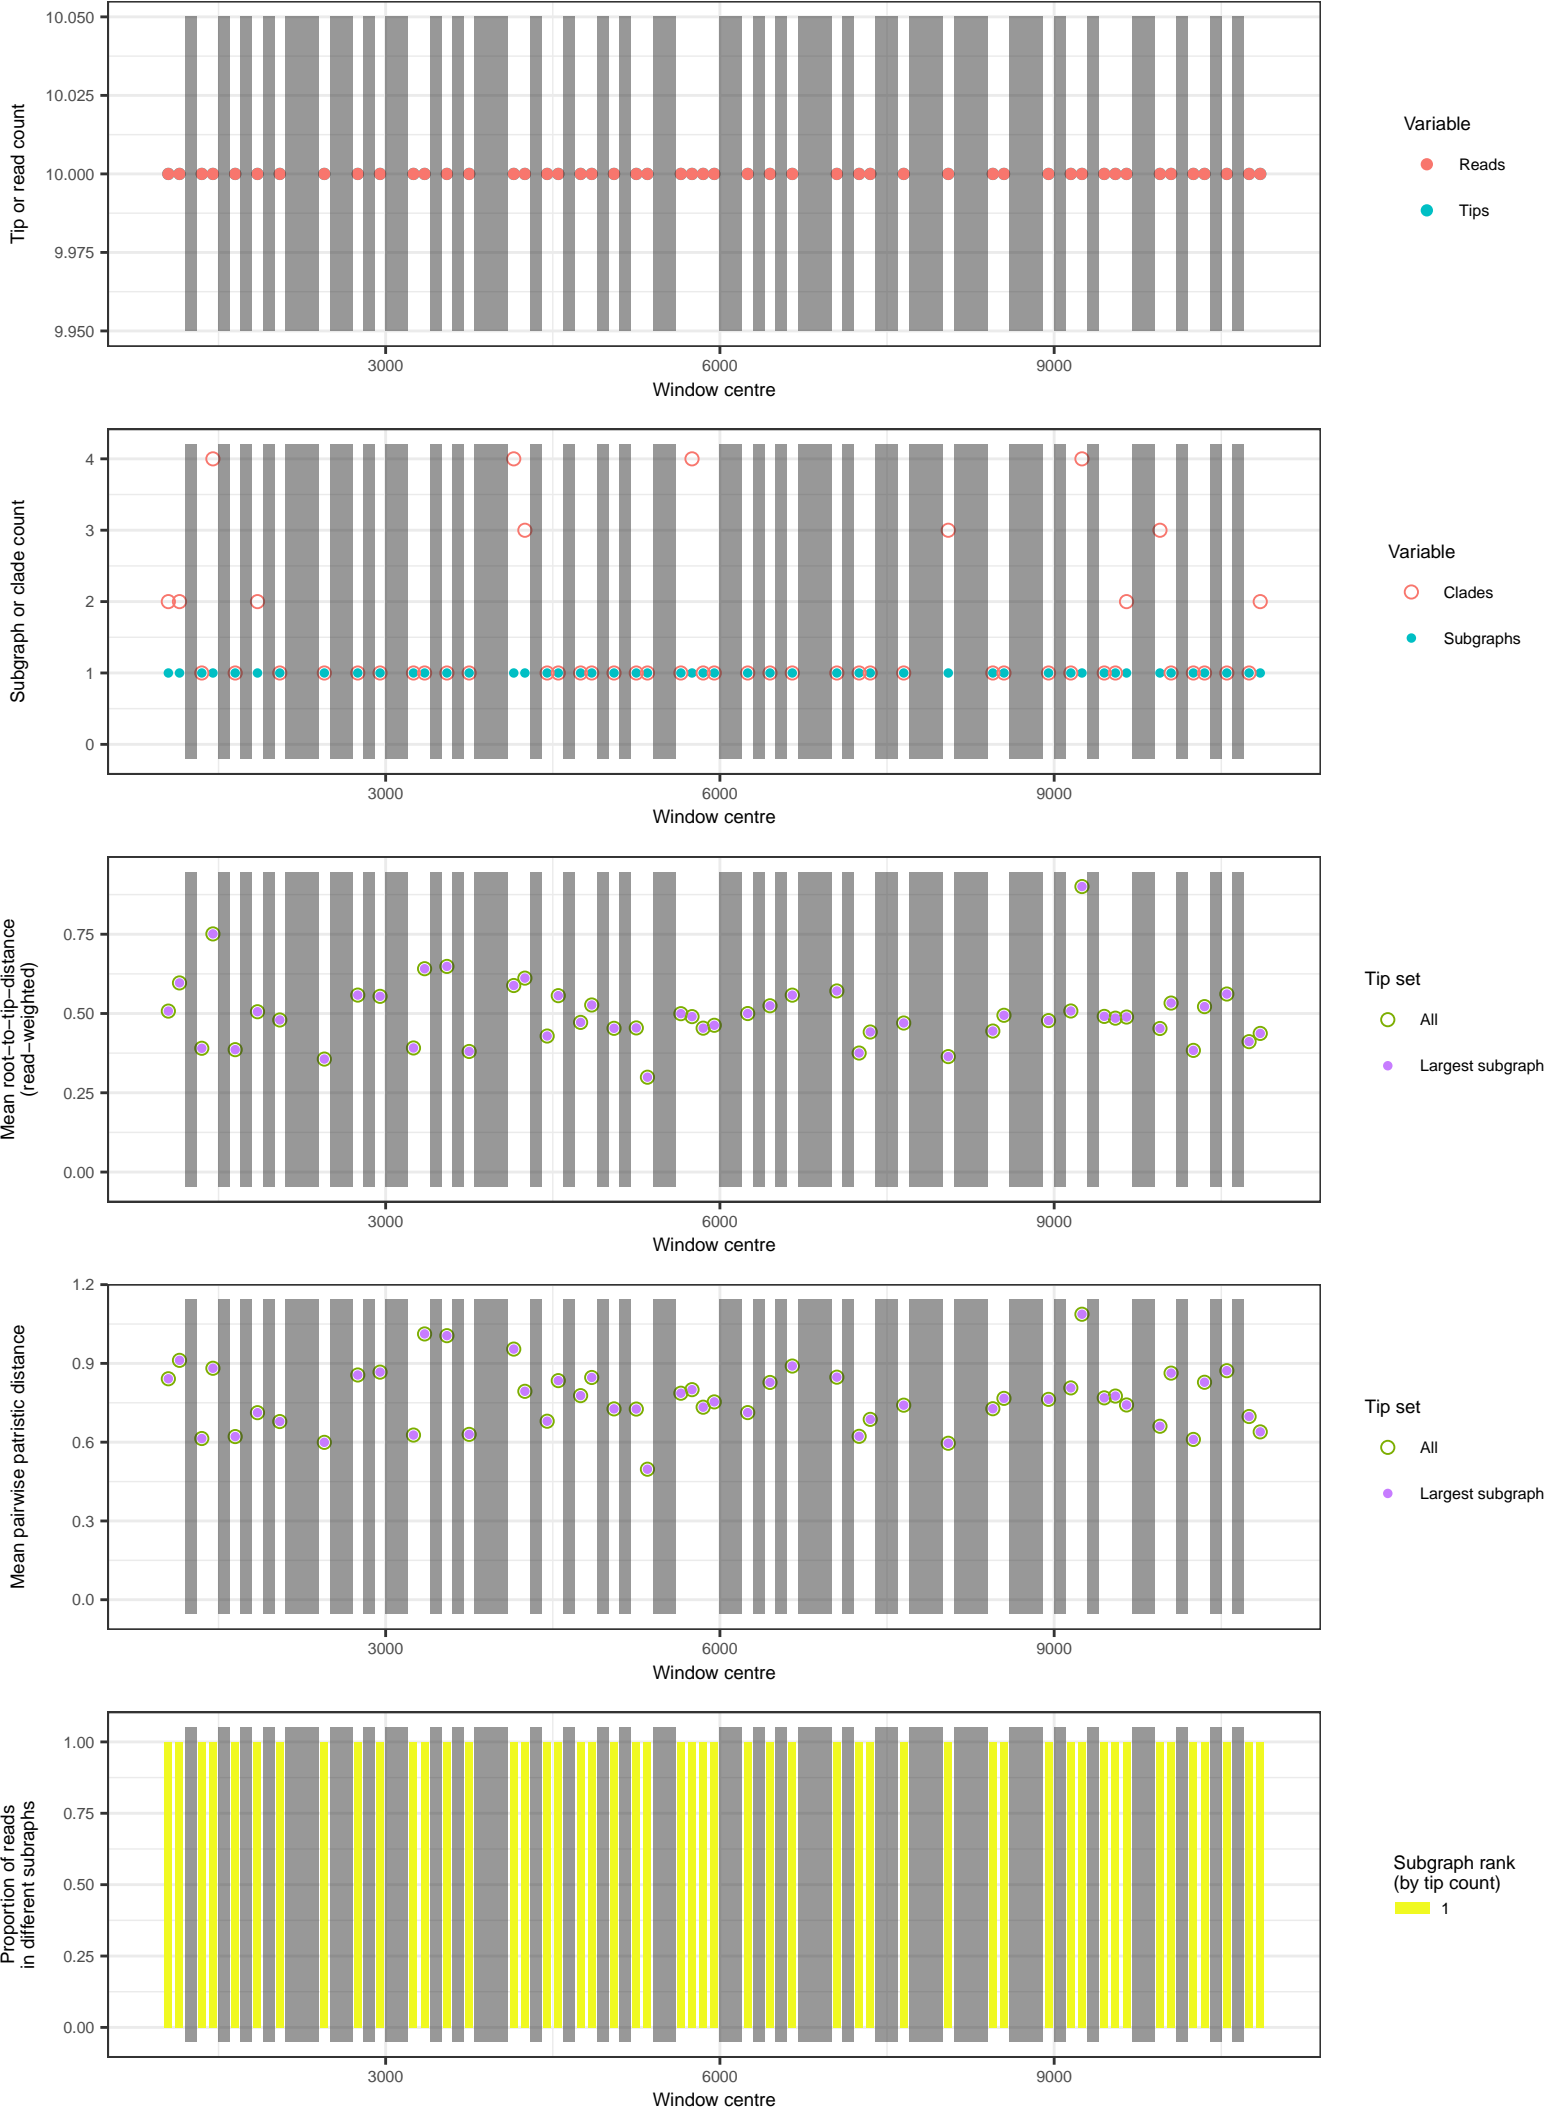 10.050
10.025
10.000
9.975
9.950
Tip or read count
3000
6000
9000
Window centre
Variable
Reads
Tips
4
3
2
1
0
Subgraph or clade count
3000
6000
9000
Window centre
Variable
Clades
Subgraphs
0.75
0.50
0.25
0.00
Mean root−to−tip−distance
(read−weighted)
3000
6000
9000
Window centre
Tip set
All
Largest subgraph
1.2
0.9
0.6
0.3
0.0
Mean pairwise patristic distance
3000
6000
9000
Window centre
Tip set
All
Largest subgraph
1.00
0.75
0.50
0.25
0.00
Proportion of reads
in different subraphs
3000
6000
9000
Window centre
Subgraph rank
(by tip count)
1